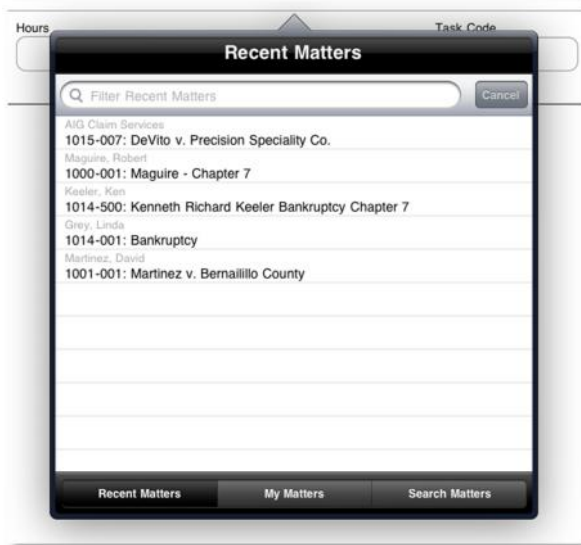 Hours
Task Code
Recent Matters
Filter Recent Matters
Cancel
AIG Claim Services
1015-007: DeVito v. Precision Speciality Co.
Maguire, Robert
1000-001: Maguire - Chapter 7
Keeler, Ken
1014-500: Kenneth Richard Keeler Bankruptcy Chapter 7
Grey, Linda
1014-001: Bankruptcy
Martinez, David
1001-001: Martinez v. Bernailillo County
Recent Matters
My Matters
Search Matters